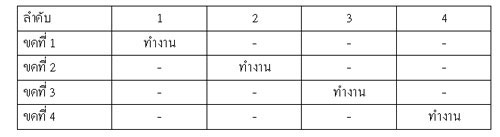 ลำดับ 1 2 3 4
ขดที่ 1 ทำงาน - - -
ขดที่ 2 - ทำงาน - -
ขดที่ 3 - - ทำงาน -
ขดที่ 4 - - - ทำงาน